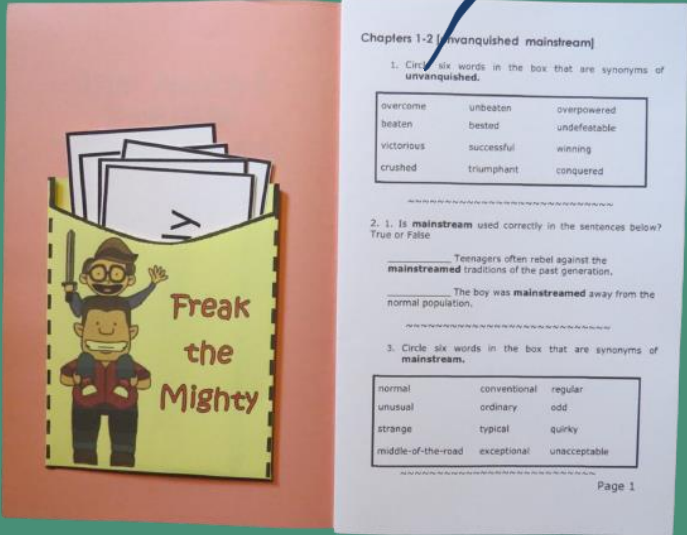 Freak
the
Mighty
y
Chapters 1-2 [unvanquished mainstream]
1. Circle six words in the box that are synonyms of
unvanquished.
overcome unbeaten overpowered
beaten bested undefeatable
victorious successful winning
crushed triumphant conquered
~~~~~~~~~~~~~~~~~~~~~~~~~~~~~~
2. 1. Is mainstream used correctly in the sentences below?
True or False
__________ Teenagers often rebel against the
mainstreamed traditions of the past generation.
__________ The boy was mainstreamed away from the
normal population.
~~~~~~~~~~~~~~~~~~~~~~~~~~~~~~
3. Circle six words in the box that are synonyms of
mainstream.
normal conventional regular
unusual ordinary odd
strange typical quirky
middle-of-the-road exceptional unacceptable
~~~~~~~~~~~~~~~~~~~~~~~~~~~~~~
Page 1